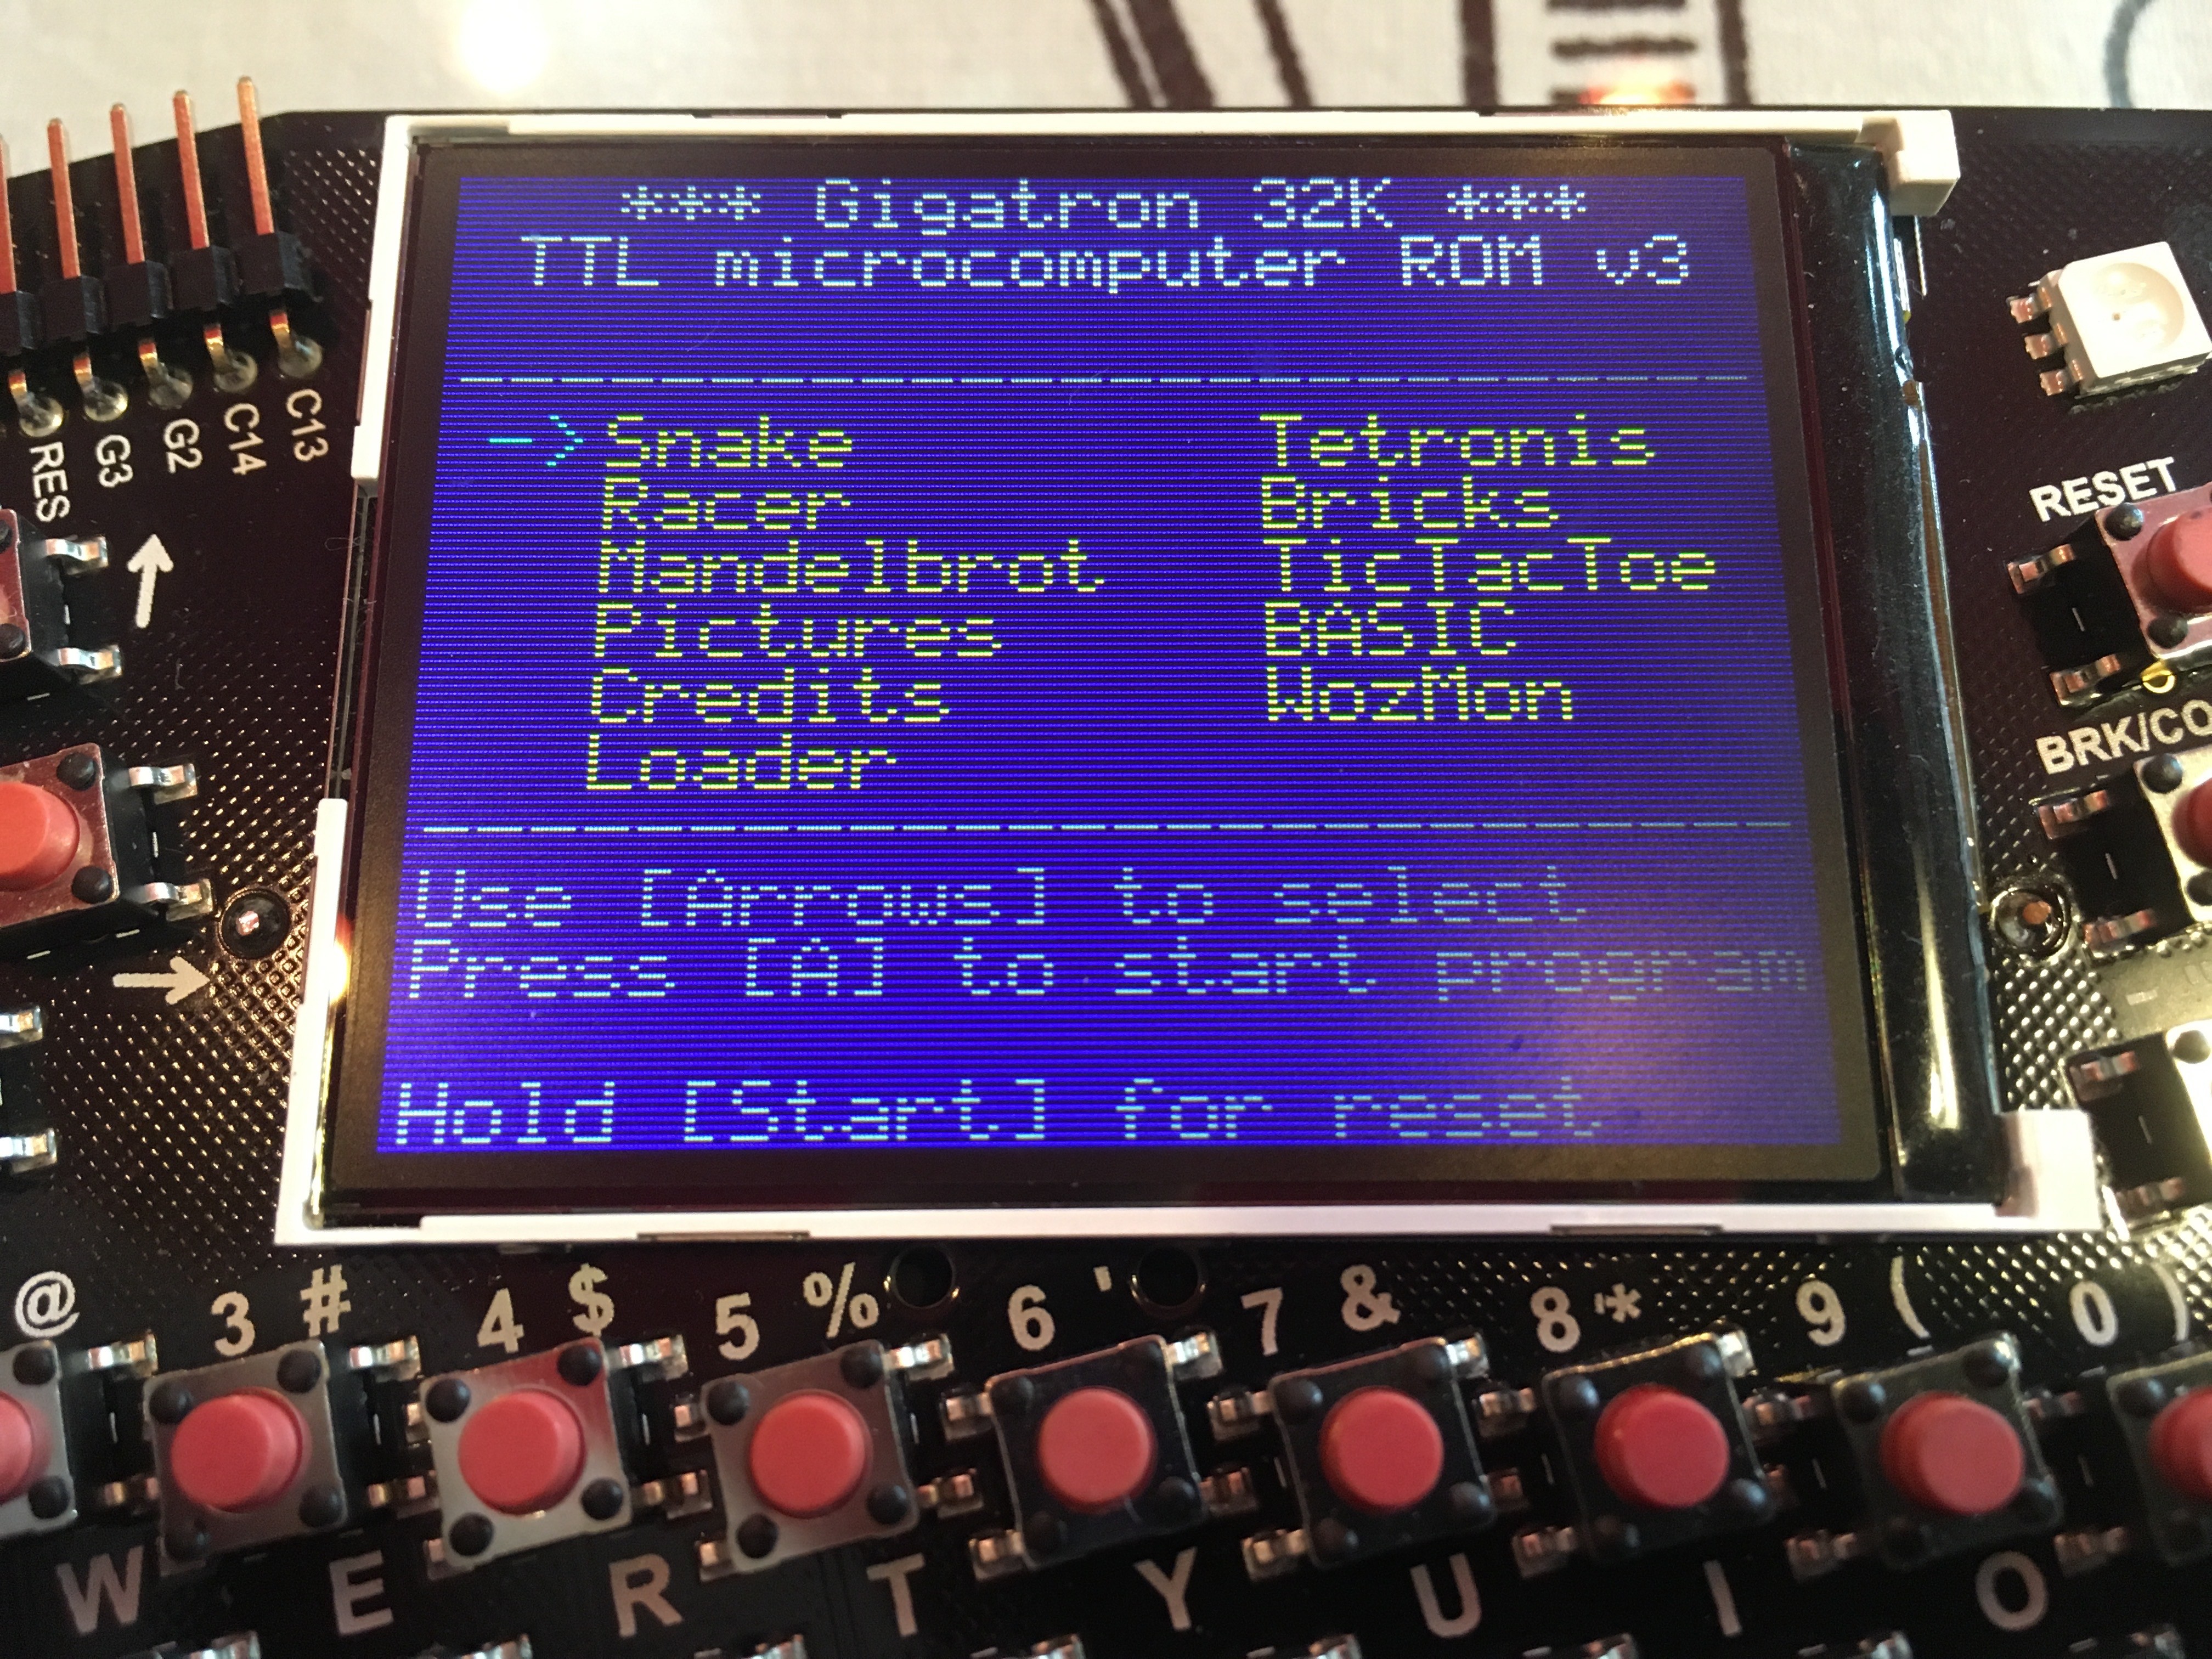 *** Gigatron 32K ***
TTL microcomputer ROM v3
-->Snake Tetronis
Racer Bricks
Mandelbrot TicTacToe
Pictures BASIC
Credits WozMon
Loader
Use [Arrows] to select
Press [A] to start program
Hold [Start] for reset
RES G3 G2 C14 C13
RESET
BRK/CO
@ 3 # 4 $ 5 % 6 ' 7 & 8 * 9 ( 0 )
W E R T Y U I O